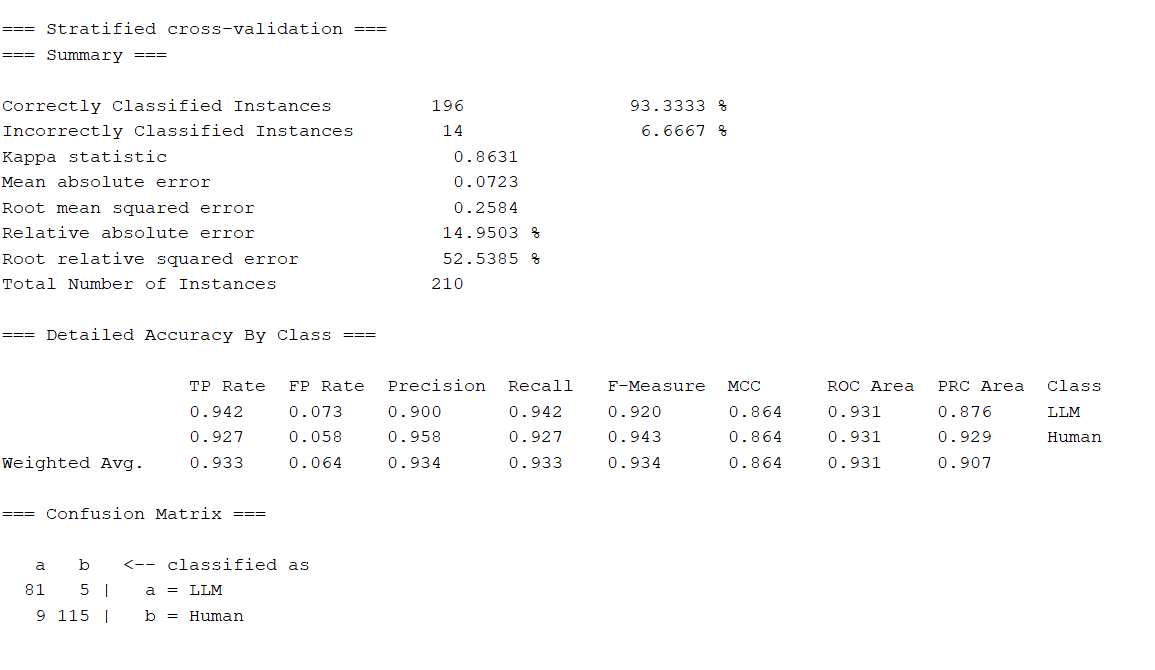 === Stratified cross-validation ===
=== Summary ===
Correctly Classified Instances 196 93.3333 %
Incorrectly Classified Instances 14 6.6667 %
Kappa statistic 0.8631
Mean absolute error 0.0723
Root mean squared error 0.2584
Relative absolute error 14.9503 %
Root relative squared error 52.5385 %
Total Number of Instances 210
=== Detailed Accuracy By Class ===
TP Rate FP Rate Precision Recall F-Measure MCC ROC Area PRC Area Class
0.942 0.073 0.900 0.942 0.920 0.864 0.931 0.876 LLM
0.927 0.058 0.958 0.927 0.943 0.864 0.931 0.929 Human
Weighted Avg. 0.933 0.064 0.934 0.933 0.934 0.864 0.931 0.907
=== Confusion Matrix ===
a b <-- classified as
81 5 | a = LLM
9 115 | b = Human